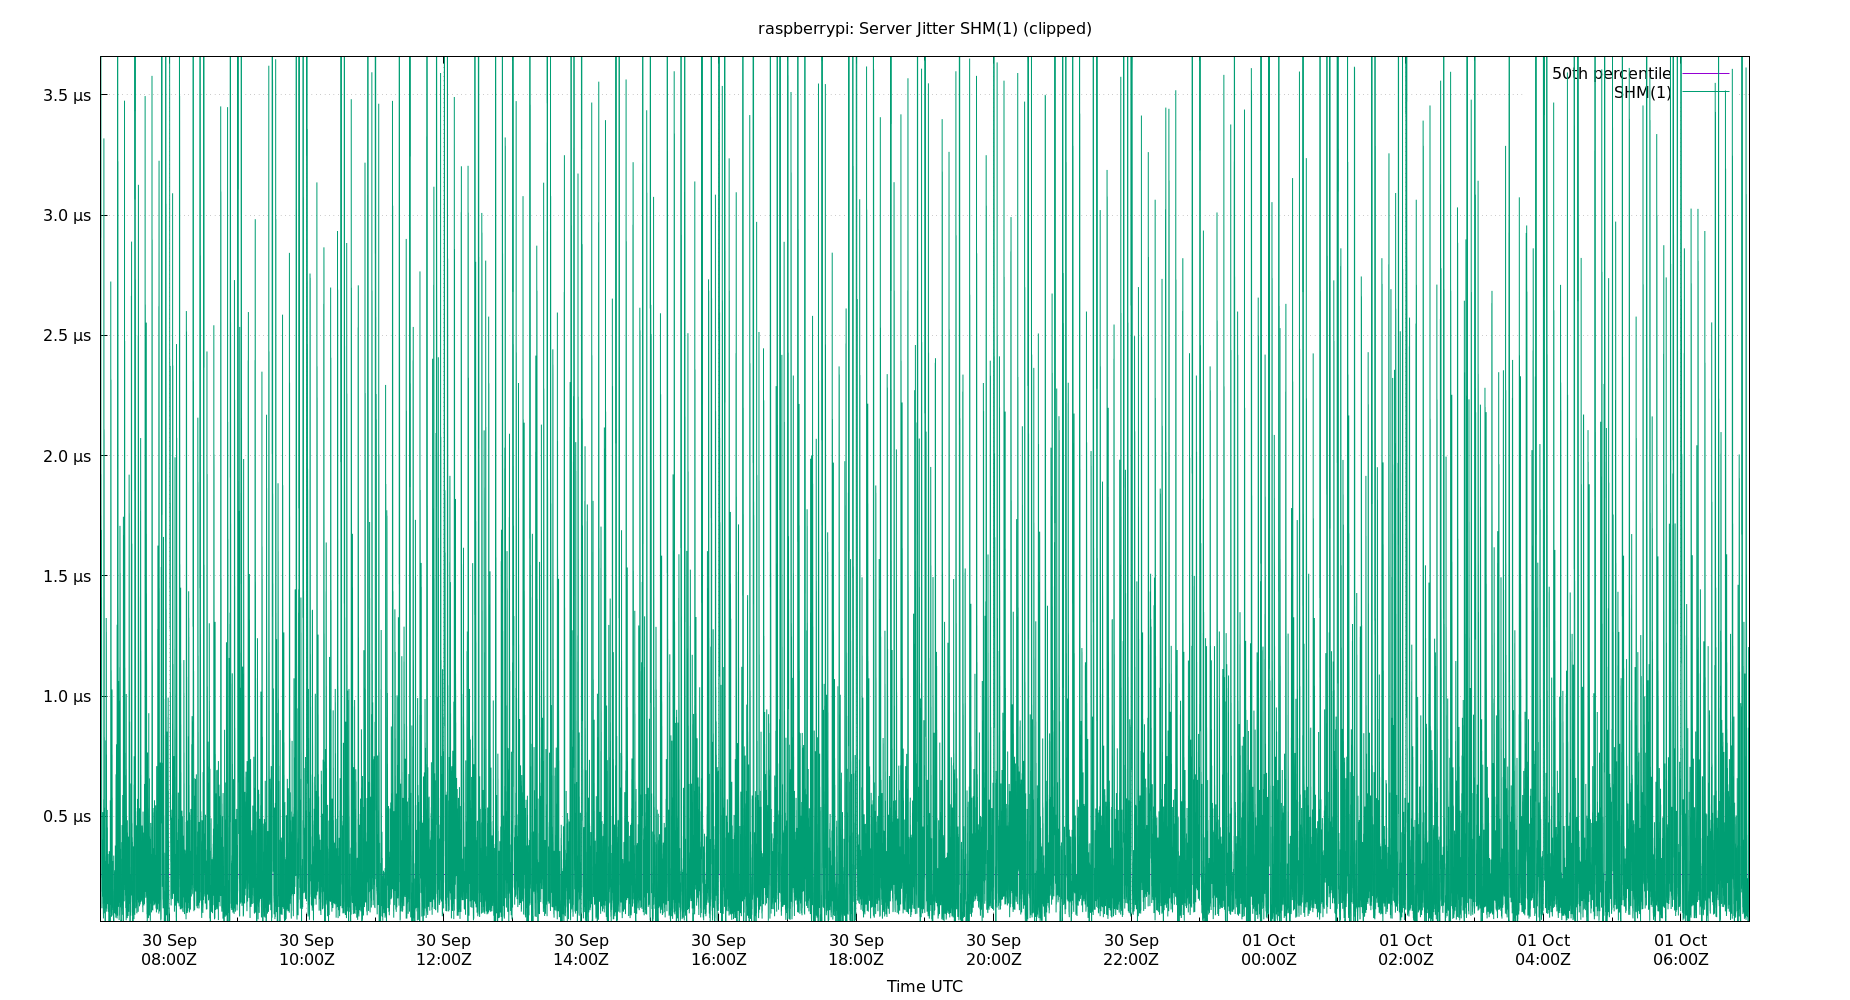 raspberrypi: Server Jitter SHM(1) (clipped)
50th percentile
SHM(1)
3.5 µs
3.0 µs
2.5 µs
2.0 µs
1.5 µs
1.0 µs
0.5 µs
30 Sep 30 Sep 30 Sep 30 Sep 30 Sep 30 Sep 30 Sep 30 Sep 01 Oct 01 Oct 01 Oct 01 Oct
08:00Z 10:00Z 12:00Z 14:00Z 16:00Z 18:00Z 20:00Z 22:00Z 00:00Z 02:00Z 04:00Z 06:00Z
Time UTC